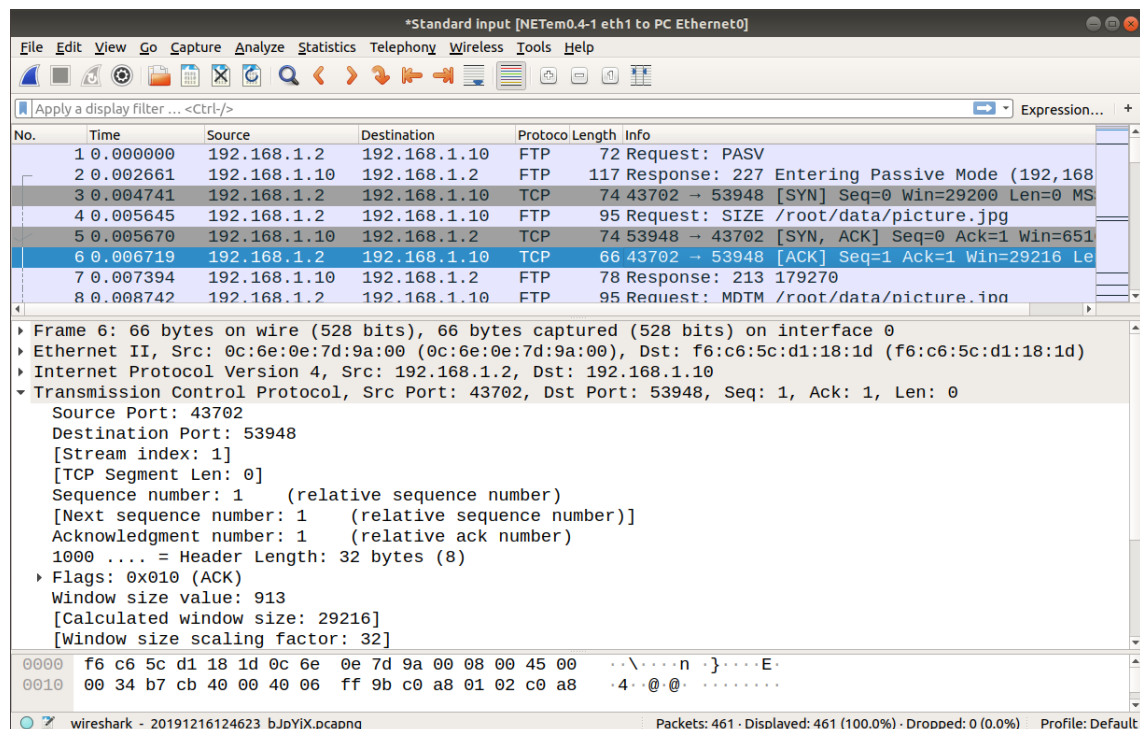 *Standard input [NETem0.4-1 eth1 to PC Ethernet0]
File Edit View Go Capture Analyze Statistics Telephony Wireless Tools Help
Apply a display filter … <Ctrl-/> Expression… +
No. Time Source Destination Protoco Length Info
1 0.000000 192.168.1.2 192.168.1.10 FTP 72 Request: PASV
2 0.002661 192.168.1.10 192.168.1.2 FTP 117 Response: 227 Entering Passive Mode (192,168
3 0.004741 192.168.1.2 192.168.1.10 TCP 74 43702 → 53948 [SYN] Seq=0 Win=29200 Len=0 MS
4 0.005645 192.168.1.2 192.168.1.10 FTP 95 Request: SIZE /root/data/picture.jpg
5 0.005670 192.168.1.10 192.168.1.2 TCP 74 53948 → 43702 [SYN, ACK] Seq=0 Ack=1 Win=651
6 0.006719 192.168.1.2 192.168.1.10 TCP 66 43702 → 53948 [ACK] Seq=1 Ack=1 Win=29216 Le
7 0.007394 192.168.1.10 192.168.1.2 FTP 78 Response: 213 179270
8 0.008742 192.168.1.2 192.168.1.10 FTP 95 Request: MDTM /root/data/picture.jpg
Frame 6: 66 bytes on wire (528 bits), 66 bytes captured (528 bits) on interface 0
Ethernet II, Src: 0c:6e:0e:7d:9a:00 (0c:6e:0e:7d:9a:00), Dst: f6:c6:5c:d1:18:1d (f6:c6:5c:d1:18:1d)
Internet Protocol Version 4, Src: 192.168.1.2, Dst: 192.168.1.10
Transmission Control Protocol, Src Port: 43702, Dst Port: 53948, Seq: 1, Ack: 1, Len: 0
Source Port: 43702
Destination Port: 53948
[Stream index: 1]
[TCP Segment Len: 0]
Sequence number: 1 (relative sequence number)
[Next sequence number: 1 (relative sequence number)]
Acknowledgment number: 1 (relative ack number)
1000 .... = Header Length: 32 bytes (8)
Flags: 0x010 (ACK)
Window size value: 913
[Calculated window size: 29216]
[Window size scaling factor: 32]
0000 f6 c6 5c d1 18 1d 0c 6e 0e 7d 9a 00 08 00 45 00 ··\····n ·}····E·
0010 00 34 b7 cb 40 00 40 06 ff 9b c0 a8 01 02 c0 a8 ·4··@·@· ········
wireshark_-_20191216124623_bJpYiX.pcapng Packets: 461 · Displayed: 461 (100.0%) · Dropped: 0 (0.0%) Profile: Default